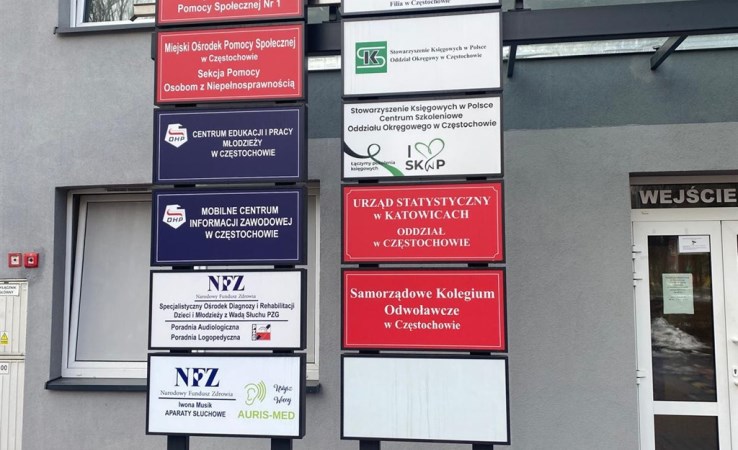 Pomocy Społecznej Nr 1
Miejski Ośrodek Pomocy Społecznej
w Częstochowie
Sekcja Pomocy
Osobom z Niepełnosprawnością
OHP
CENTRUM EDUKACJI I PRACY
MŁODZIEŻY
W CZĘSTOCHOWIE
OHP
MOBILNE CENTRUM
INFORMACJI ZAWODOWEJ
W CZĘSTOCHOWIE
NFZ
Narodowy Fundusz Zdrowia
Specjalistyczny Ośrodek Diagnozy i Rehabilitacji
Dzieci i Młodzieży z Wadą Słuchu PZG
Poradnia Audiologiczna
Poradnia Logopedyczna
NFZ
Narodowy Fundusz Zdrowia
Iwona Musik
APARATY SŁUCHOWE
AURIS-MED
Filia w Częstochowie
SK
Stowarzyszenie Księgowych w Polsce
Oddział Okręgowy w Częstochowie
Stowarzyszenie Księgowych w Polsce
Centrum Szkoleniowe
Oddziału Okręgowego w Częstochowie
Łączymy pokolenia
księgowych
I
SKwP
URZĄD STATYSTYCZNY
w KATOWICACH
ODDZIAŁ
w CZĘSTOCHOWIE
Samorządowe Kolegium
Odwoławcze
w Częstochowie
WEJŚCIE